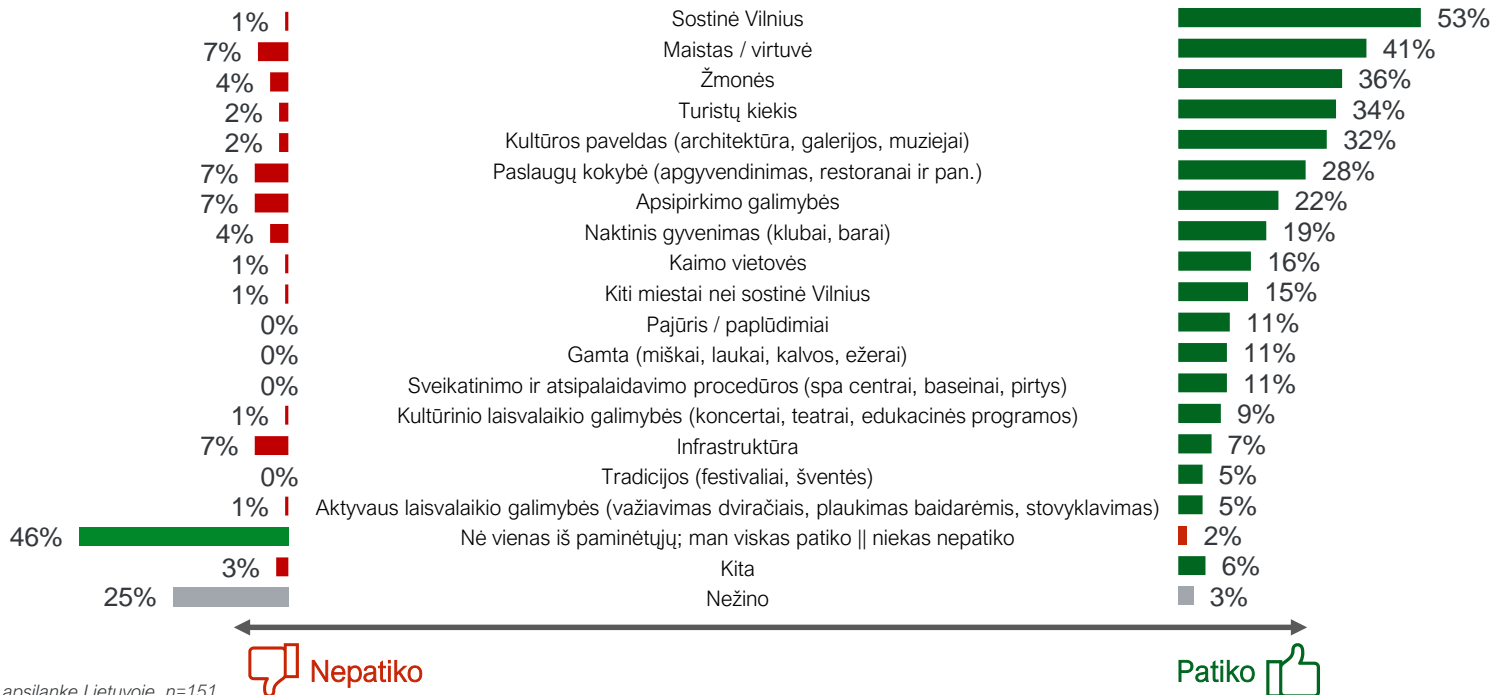 1% Sostinė Vilnius 53%
7% Maistas / virtuvė 41%
4% Žmonės 36%
2% Turistų kiekis 34%
2% Kultūros paveldas (architektūra, galerijos, muziejai) 32%
7% Paslaugų kokybė (apgyvendinimas, restoranai ir pan.) 28%
7% Apsipirkimo galimybės 22%
4% Naktinis gyvenimas (klubai, barai) 19%
1% Kaimo vietovės 16%
1% Kiti miestai nei sostinė Vilnius 15%
0% Pajūris / paplūdimiai 11%
0% Gamta (miškai, laukai, kalvos, ežerai) 11%
0% Sveikatinimo ir atsipalaidavimo procedūros (spa centrai, baseinai, pirtys) 11%
1% Kultūrinio laisvalaikio galimybės (koncertai, teatrai, edukacinės programos) 9%
7% Infrastruktūra 7%
0% Tradicijos (festivaliai, šventės) 5%
1% Aktyvaus laisvalaikio galimybės (važiavimas dviračiais, plaukimas baidarėmis, stovyklavimas) 5%
46% Nė vienas iš paminėtųjų; man viskas patiko || niekas nepatiko 2%
3% Kita 6%
25% Nežino 3%
Nepatiko Patiko
apsilankę Lietuvoje, n=151